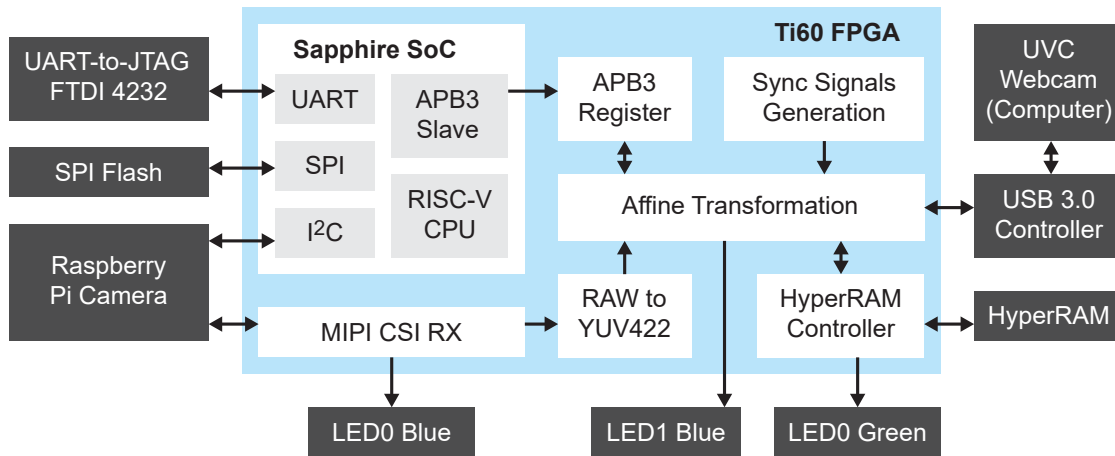 Sapphire SoC
Ti60 FPGA
UART-to-JTAG
FTDI 4232
SPI Flash
Raspberry
Pi Camera
UART
SPI
I²C
APB3
Slave
RISC-V
CPU
MIPI CSI RX
APB3
Register
Sync Signals
Generation
Affine Transformation
RAW to
YUV422
HyperRAM
Controller
UVC
Webcam
(Computer)
USB 3.0
Controller
HyperRAM
LED0 Blue
LED1 Blue
LED0 Green